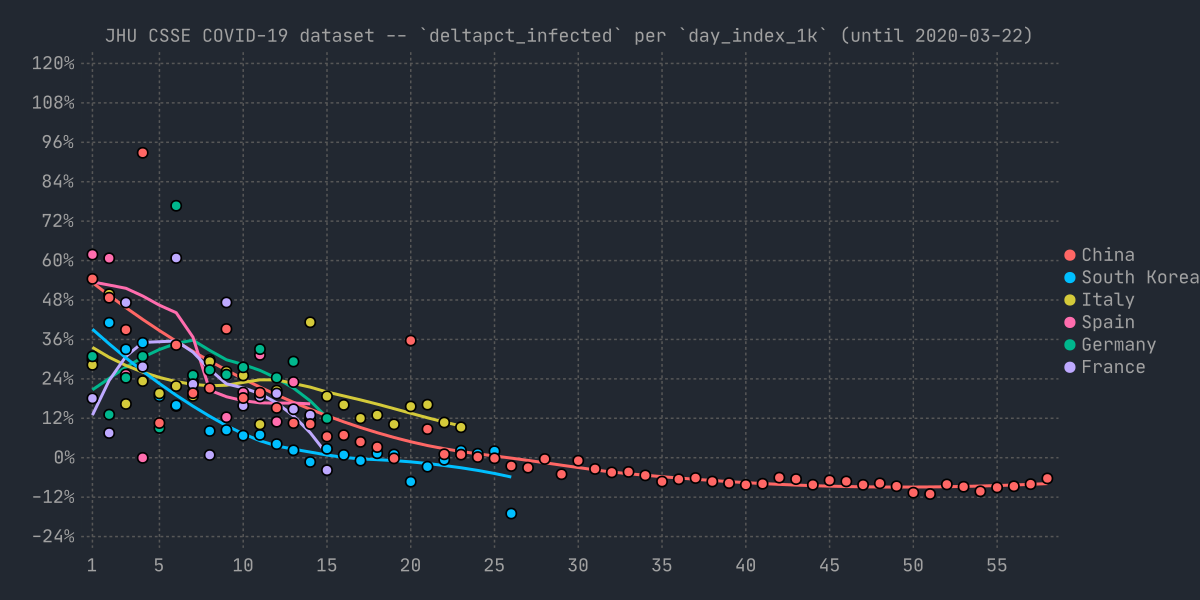 JHU CSSE COVID-19 dataset -- `deltapct_infected` per `day_index_1k` (until 2020-03-22)
120%
108%
96%
84%
72%
60%
48%
36%
24%
12%
0%
-12%
-24%
1 5 10 15 20 25 30 35 40 45 50 55
China
South Korea
Italy
Spain
Germany
France